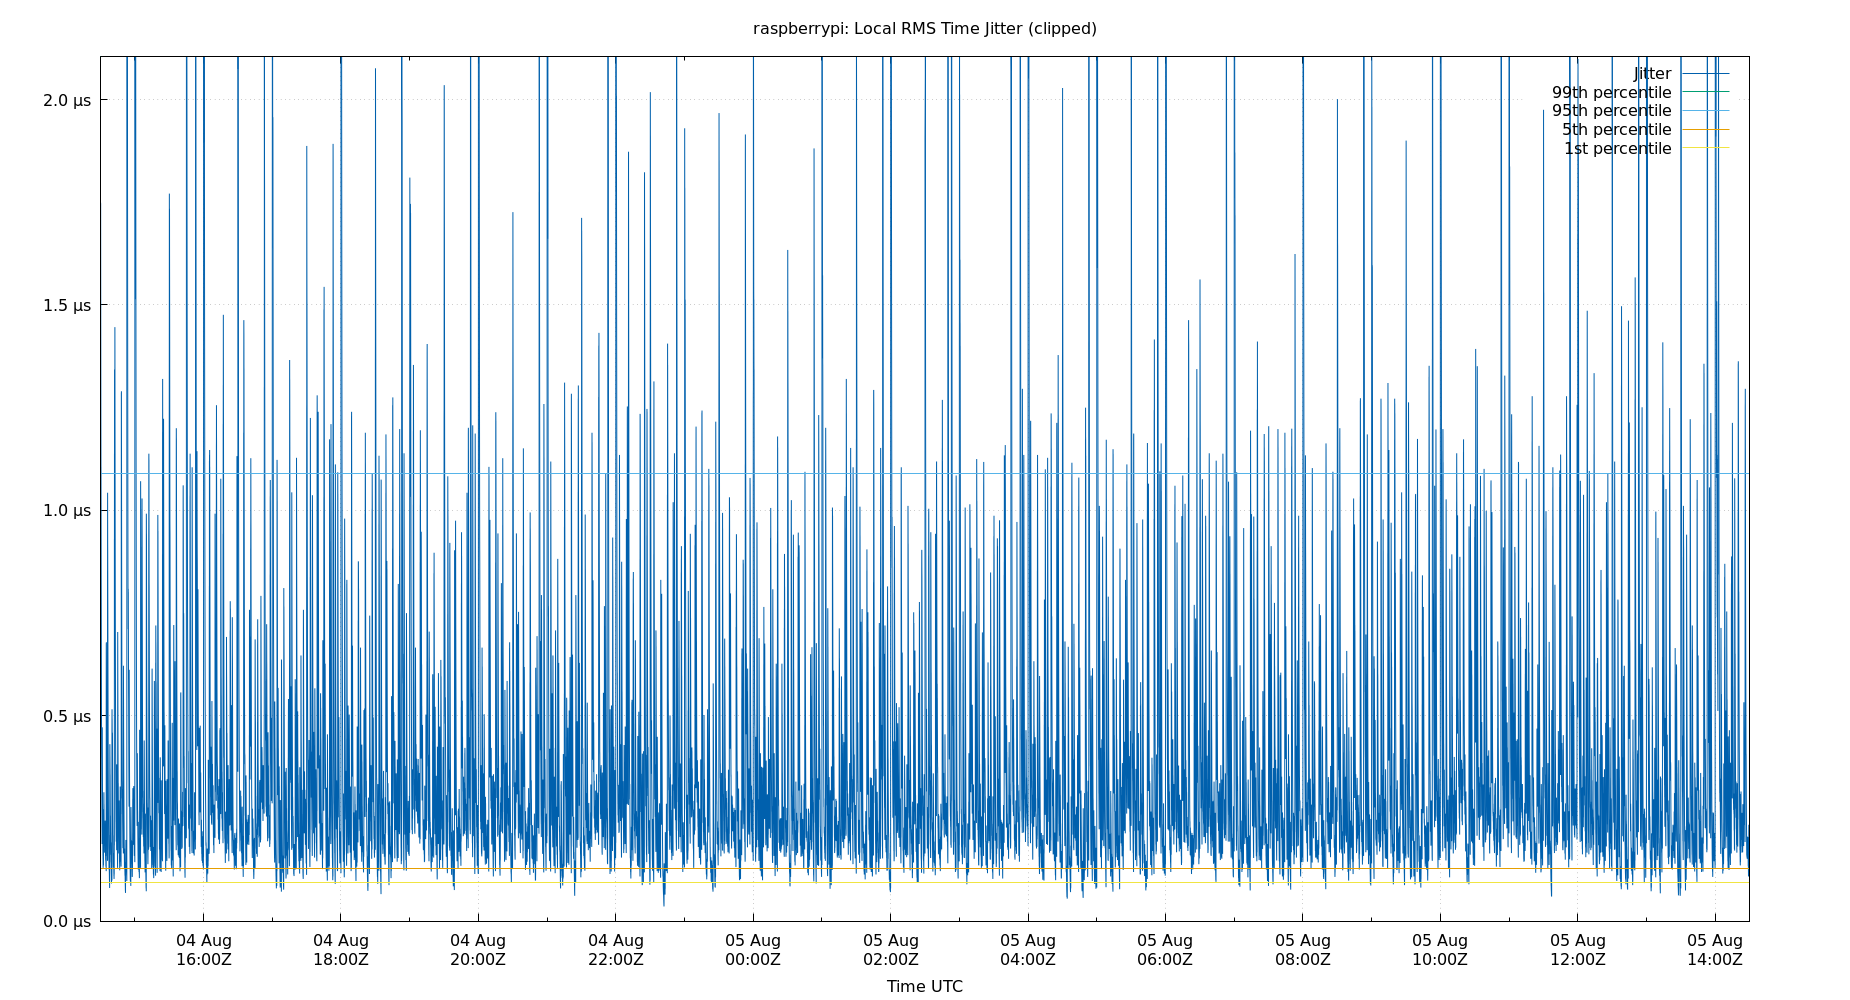 raspberrypi: Local RMS Time Jitter (clipped)
Jitter
99th percentile
95th percentile
5th percentile
1st percentile
2.0 µs
1.5 µs
1.0 µs
0.5 µs
0.0 µs
04 Aug 04 Aug 04 Aug 04 Aug 05 Aug 05 Aug 05 Aug 05 Aug 05 Aug 05 Aug 05 Aug 05 Aug
16:00Z 18:00Z 20:00Z 22:00Z 00:00Z 02:00Z 04:00Z 06:00Z 08:00Z 10:00Z 12:00Z 14:00Z
Time UTC